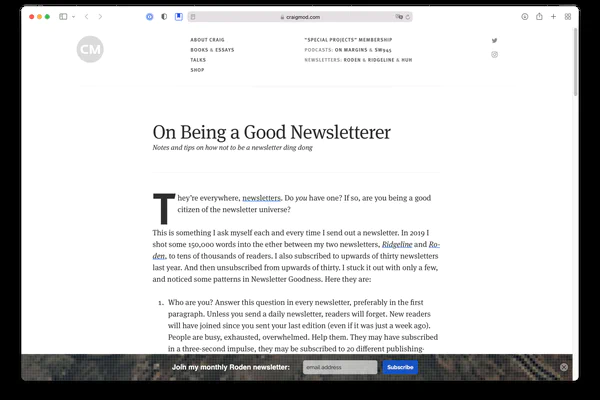 craigmod.com
CM
ABOUT CRAIG
BOOKS & ESSAYS
TALKS
SHOP
"SPECIAL PROJECTS" MEMBERSHIP
PODCASTS: ON MARGINS & SW945
NEWSLETTERS: RODEN & RIDGELINE & HUH
On Being a Good Newsletterer
Notes and tips on how not to be a newsletter ding dong
They're everywhere, newsletters. Do you have one? If so, are you being a good
citizen of the newsletter universe?
This is something I ask myself each and every time I send out a newsletter. In 2019 I
shot some 150,000 words into the ether between my two newsletters, Ridgeline and Ro-
den, to tens of thousands of readers. I also subscribed to upwards of thirty newsletters
last year. And then unsubscribed from upwards of thirty. I stuck it out with only a few,
and noticed some patterns in Newsletter Goodness. Here they are:
1. Who are you? Answer this question in every newsletter, preferably in the first
paragraph. Unless you send a daily newsletter, readers will forget. New readers
will have joined since you sent your last edition (even if it was just a week ago).
People are busy, exhausted, overwhelmed. Help them. They may have subscribed
in a three-second impulse, they may be subscribed to 20 different publishing-
Join my monthly Roden newsletter:
email address
Subscribe